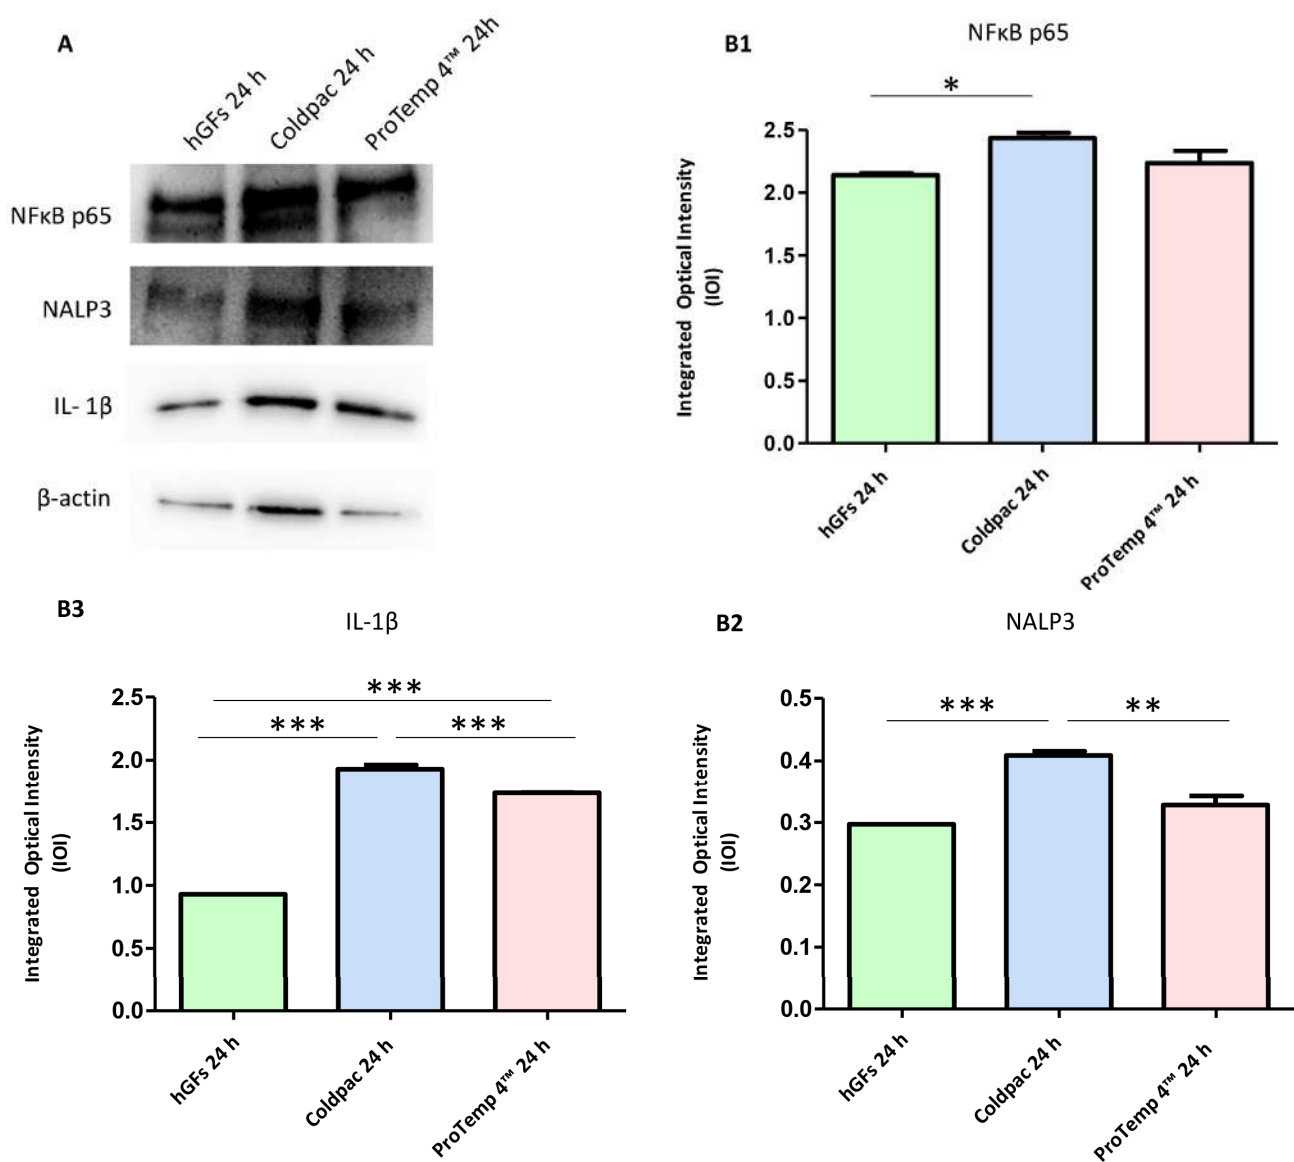 A
hGFs 24 h
Coldpac 24 h
ProTemp 4™ 24h
NFκB p65
NALP3
IL- 1β
β-actin
B1
NFκB p65
*
Integrated Optical Intensity
(IOI)
2.5
2.0
1.5
1.0
0.5
0.0
hGFs 24 h
Coldpac 24 h
ProTemp 4™ 24 h
B3
IL-1β
***
***
***
Integrated Optical Intensity
(IOI)
2.5
2.0
1.5
1.0
0.5
0.0
hGFs 24 h
Coldpac 24 h
ProTemp 4™ 24 h
B2
NALP3
***
**
Integrated Optical Intensity
(IOI)
0.5
0.4
0.3
0.2
0.1
0.0
hGFs 24 h
Coldpac 24 h
ProTemp 4™ 24 h